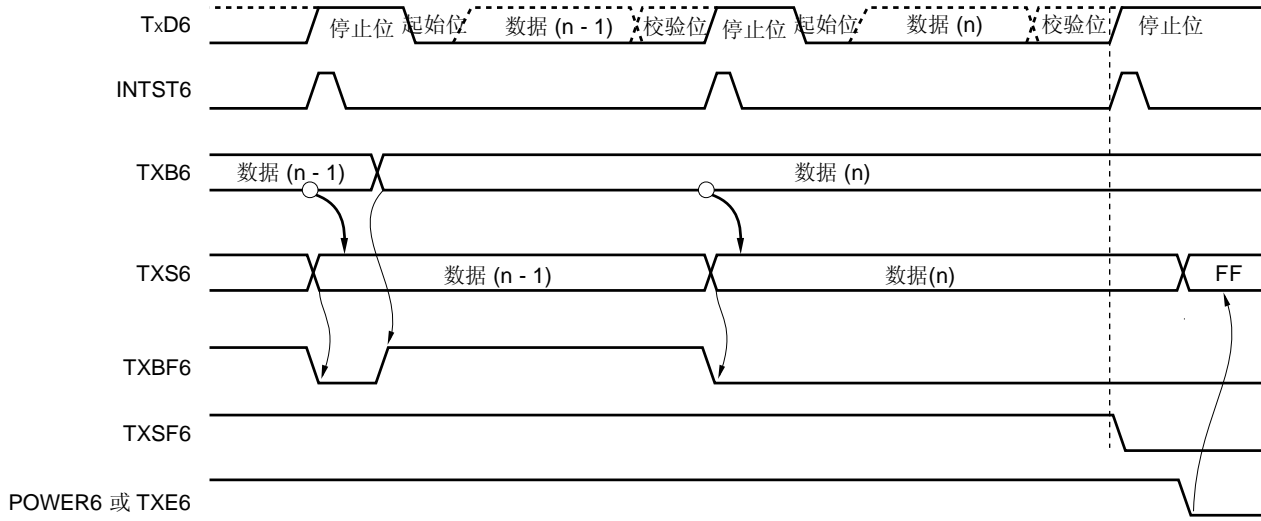 TxD6 停止位 起始位 数据 (n - 1) 校验位 停止位 起始位 数据 (n) 校验位 停止位
INTST6
TXB6 数据 (n - 1) 数据 (n)
TXS6 数据 (n - 1) 数据(n) FF
TXBF6
TXSF6
POWER6 或 TXE6